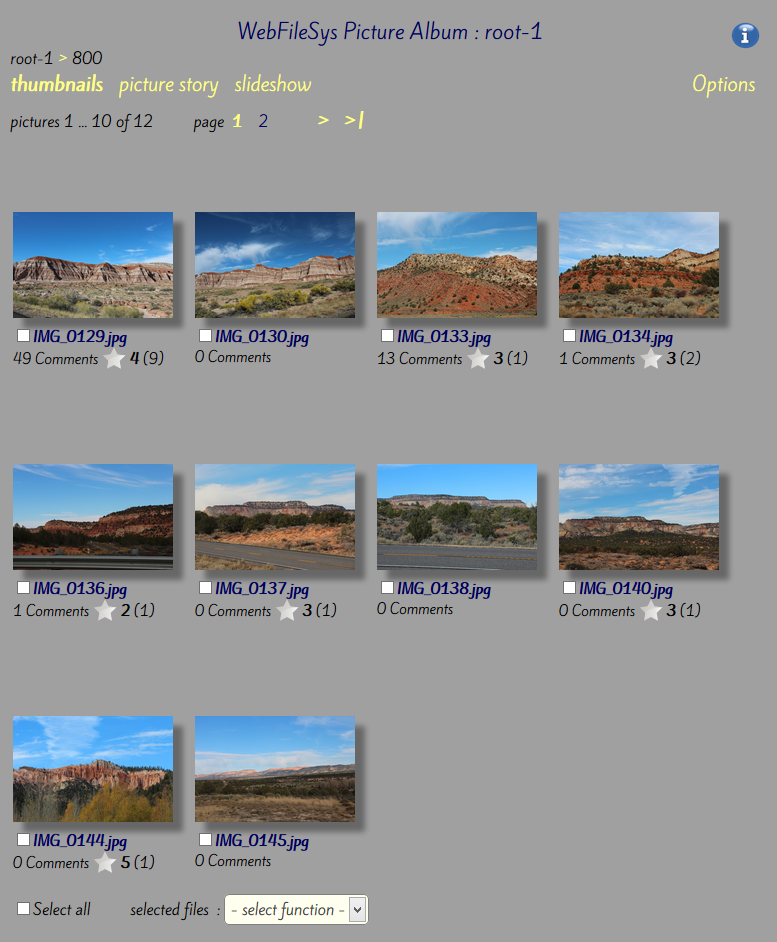 WebFileSys Picture Album : root-1
root-1 > 800
thumbnails picture story slideshow Options
pictures 1 ... 10 of 12 page 1 2 > >|
IMG_0129.jpg IMG_0130.jpg IMG_0133.jpg IMG_0134.jpg
49 Comments 4 (9) 0 Comments 13 Comments 3 (1) 1 Comments 3 (2)
IMG_0136.jpg IMG_0137.jpg IMG_0138.jpg IMG_0140.jpg
1 Comments 2 (1) 0 Comments 3 (1) 0 Comments 0 Comments 3 (1)
IMG_0144.jpg IMG_0145.jpg
0 Comments 5 (1) 0 Comments
Select all selected files : - select function -